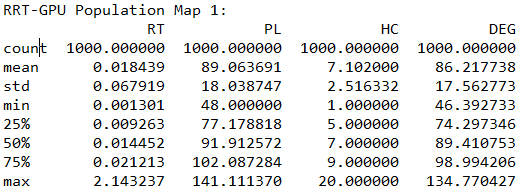 RRT-GPU Population Map 1:
RT PL HC DEG
count 1000.000000 1000.000000 1000.000000 1000.000000
mean 0.018439 89.063691 7.102000 86.217738
std 0.067919 18.038747 2.516332 17.562773
min 0.001301 48.000000 1.000000 46.392733
25% 0.009263 77.178818 5.000000 74.297346
50% 0.014452 91.912572 7.000000 89.410753
75% 0.021213 102.087284 9.000000 98.994206
max 2.143237 141.111370 20.000000 134.770427